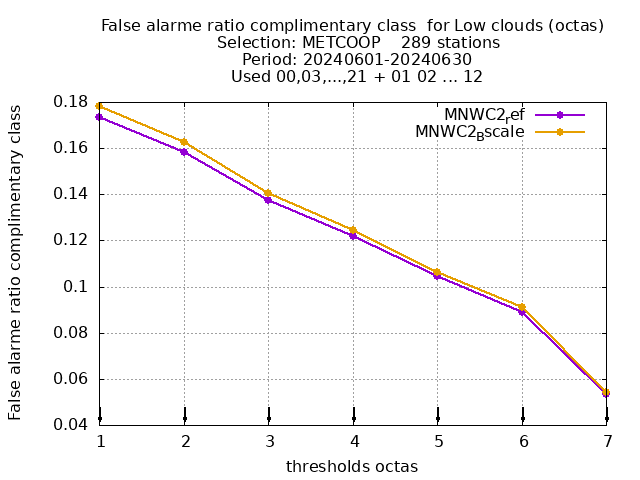 False alarme ratio complimentary class  for Low clouds (octas)
Selection: METCOOP    289 stations
Period: 20240601-20240630
Used 00,03,...,21 + 01 02 ... 12
MNWC2_ref
MNWC2_Bscale
False alarme ratio complimentary class
0.18
0.16
0.14
0.12
0.1
0.08
0.06
0.04
1 2 3 4 5 6 7
thresholds octas